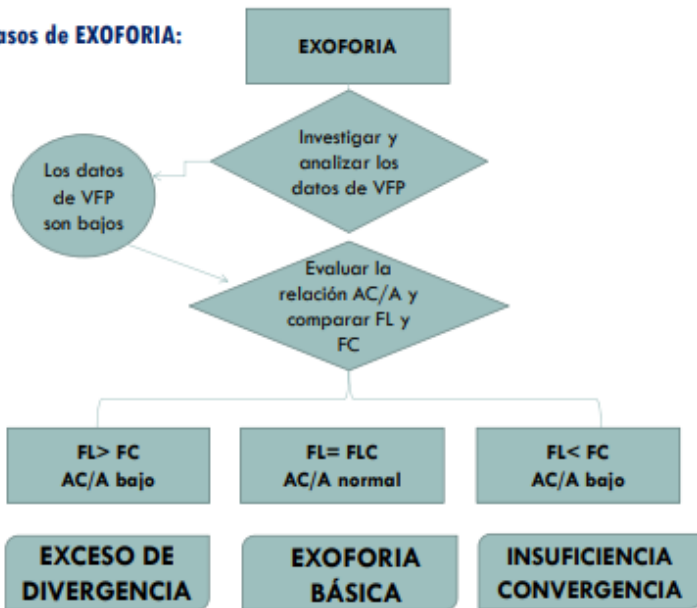 asos de EXOFORIA:
EXOFORIA
Investigar y
analizar los
datos de VFP
Los datos
de VFP
son bajos
Evaluar la
relación AC/A y
comparar FL y
FC
FL> FC
AC/A bajo
FL= FLC
AC/A normal
FL< FC
AC/A bajo
EXCESO DE
DIVERGENCIA
EXOFORIA
BÁSICA
INSUFICIENCIA
CONVERGENCIA